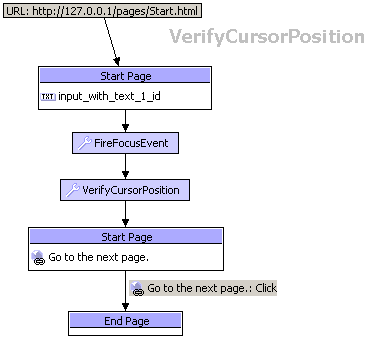 URL: http://127.0.0.1/pages/Start.html
VerifyCursorPosition
Start Page
TXT input_with_text_1_id
FireFocusEvent
VerifyCursorPosition
Start Page
Go to the next page.
Go to the next page.: Click
End Page